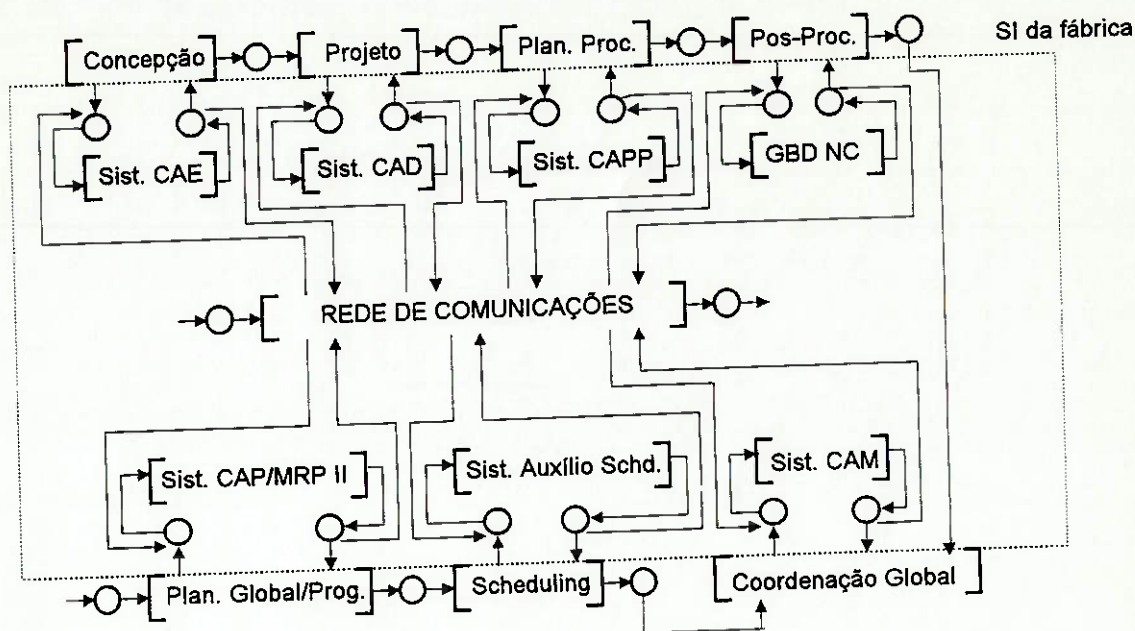 SI da fábrica
Concepção
Projeto
Plan. Proc.
Pos-Proc.
Sist. CAE
Sist. CAD
Sist. CAPP
GBD NC
REDE DE COMUNICAÇÕES
Sist. CAP/MRP II
Sist. Auxílio Schd.
Sist. CAM
Plan. Global/Prog.
Scheduling
Coordenação Global